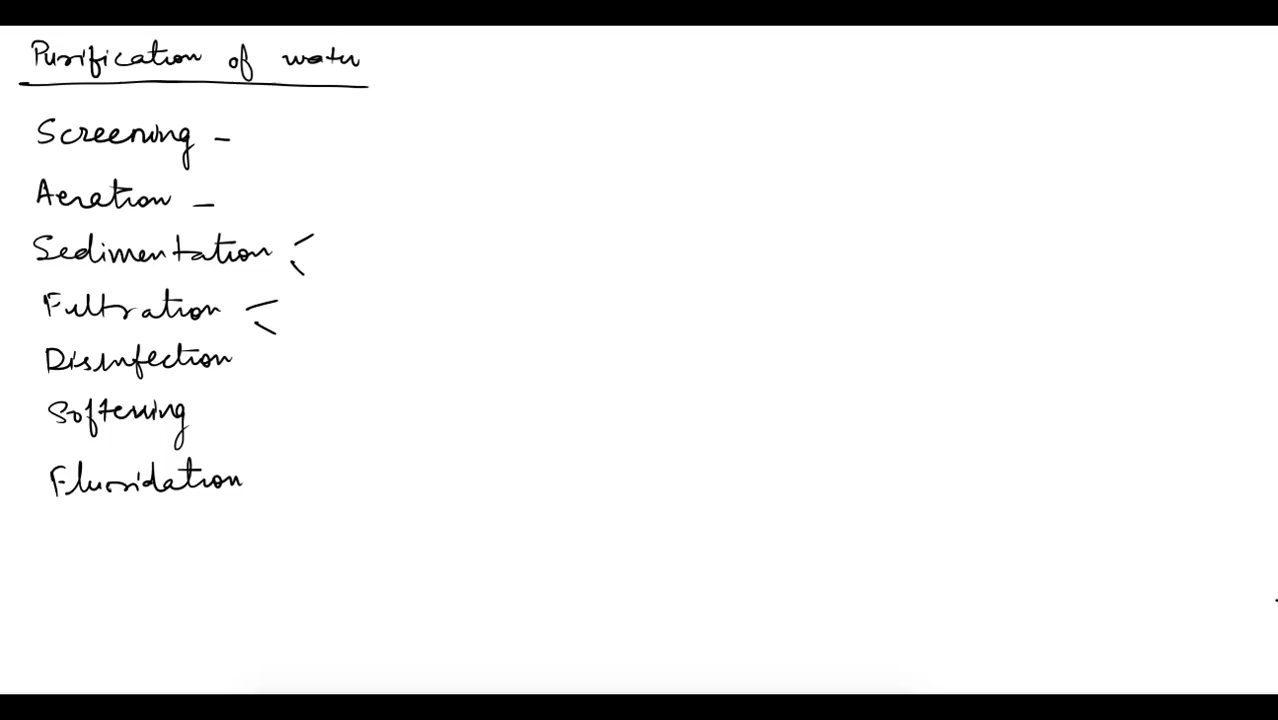 Purification of water
Screening -
Aeration -
Sedimentation
Filtration
Disinfection
Softening
Fluoridation